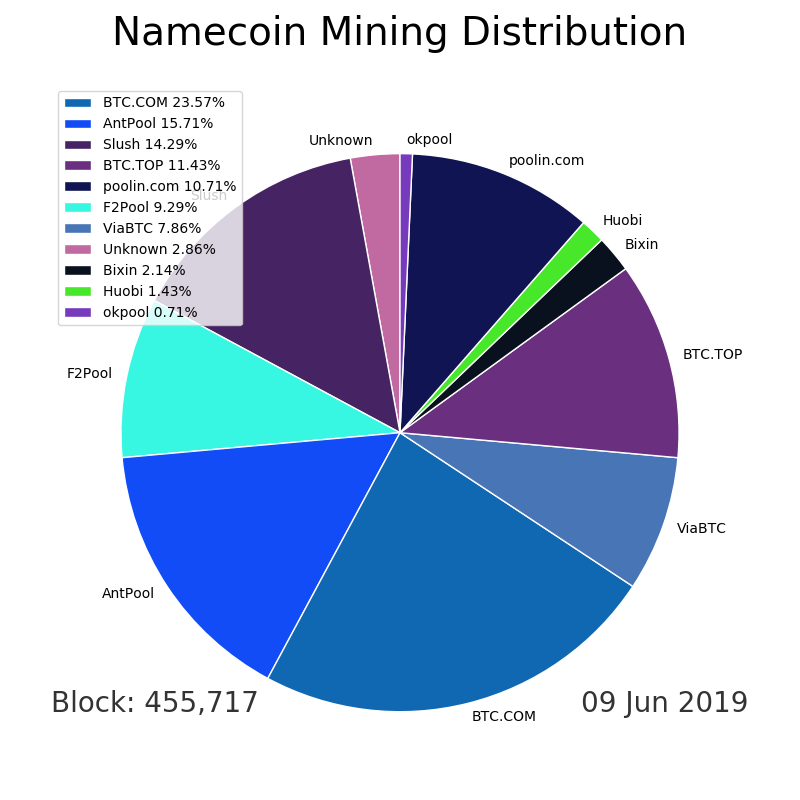 Namecoin Mining Distribution
BTC.COM 23.57%
AntPool 15.71%
Slush 14.29%
BTC.TOP 11.43%
poolin.com 10.71%
F2Pool 9.29%
ViaBTC 7.86%
Unknown 2.86%
Bixin 2.14%
Huobi 1.43%
okpool 0.71%
Unknown
okpool
poolin.com
Slush
Huobi
Bixin
BTC.TOP
F2Pool
ViaBTC
AntPool
BTC.COM
Block: 455,717
09 Jun 2019